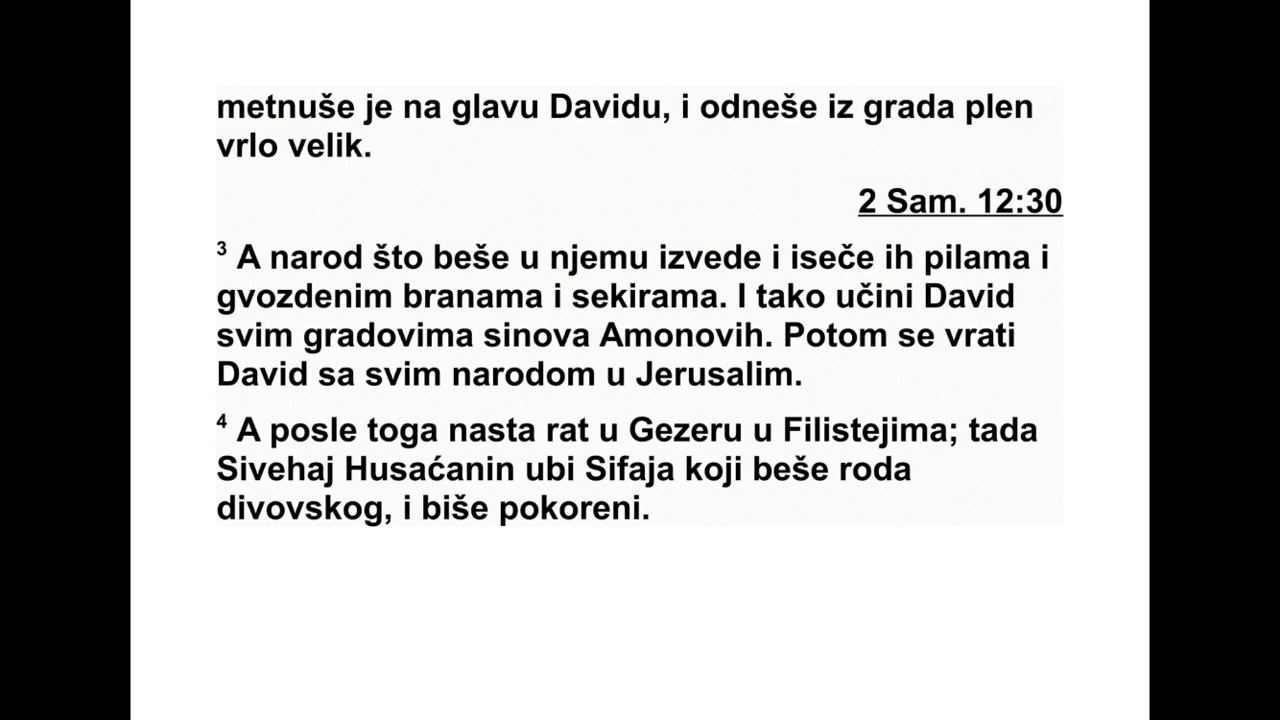 metnuše je na glavu Davidu, i odneše iz grada plen
vrlo velik.
2 Sam. 12:30
3 A narod što beše u njemu izvede i iseče ih pilama i
gvozdenim branama i sekirama. I tako učini David
svim gradovima sinova Amonovih. Potom se vrati
David sa svim narodom u Jerusalim.
4 A posle toga nasta rat u Gezeru u Filistejima; tada
Sivehaj Husaćanin ubi Sifaja koji beše roda
divovskog, i biše pokoreni.